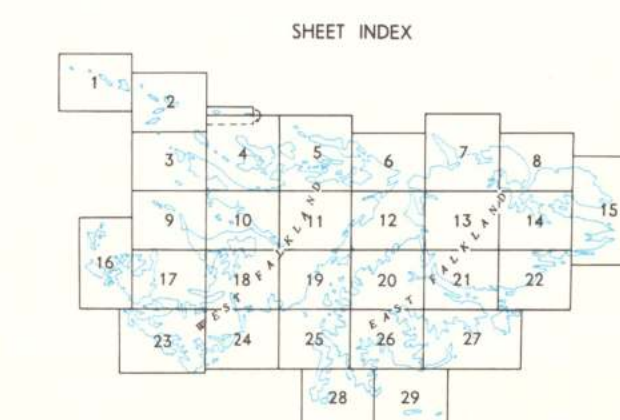 SHEET INDEX
1
2
3 4 5 6 7 8
9 10 11 12 13 14 15
16 17 18 19 20 21 22
23 24 25 26 27
28 29
WEST FALKLAND
EAST FALKLAND